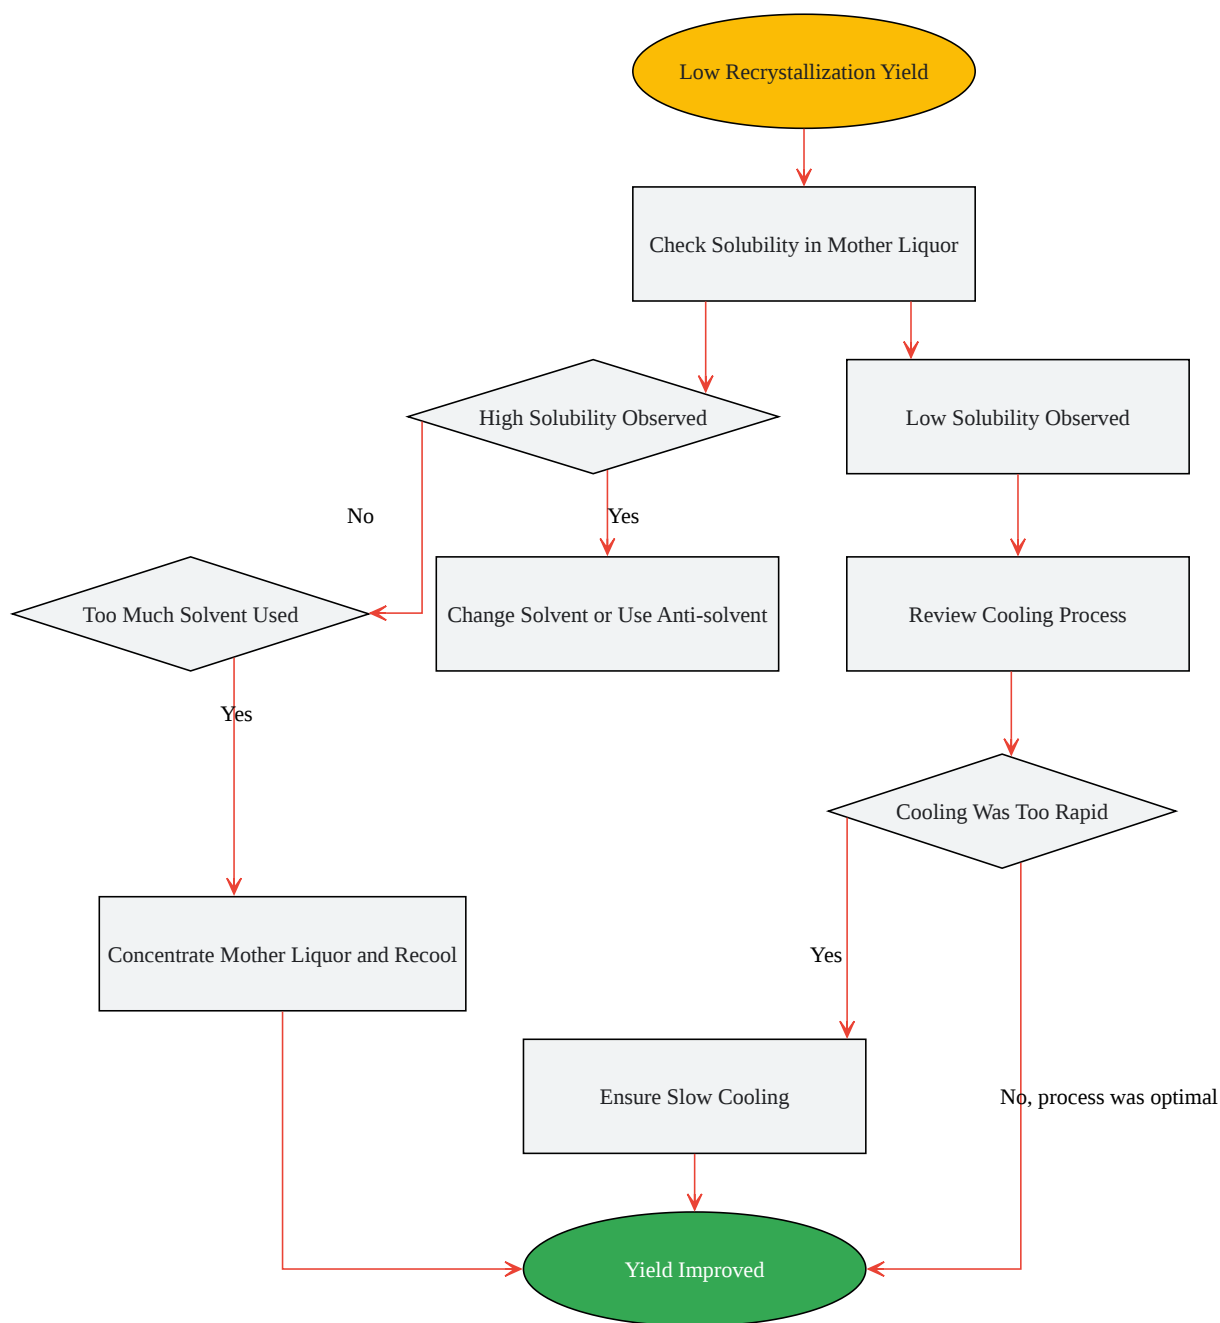 Low Recrystallization Yield
Check Solubility in Mother Liquor
High Solubility Observed
Low Solubility Observed
No
Yes
Too Much Solvent Used
Change Solvent or Use Anti-solvent
Review Cooling Process
Yes
Cooling Was Too Rapid
Concentrate Mother Liquor and Recool
Yes
Ensure Slow Cooling
No, process was optimal
Yield Improved